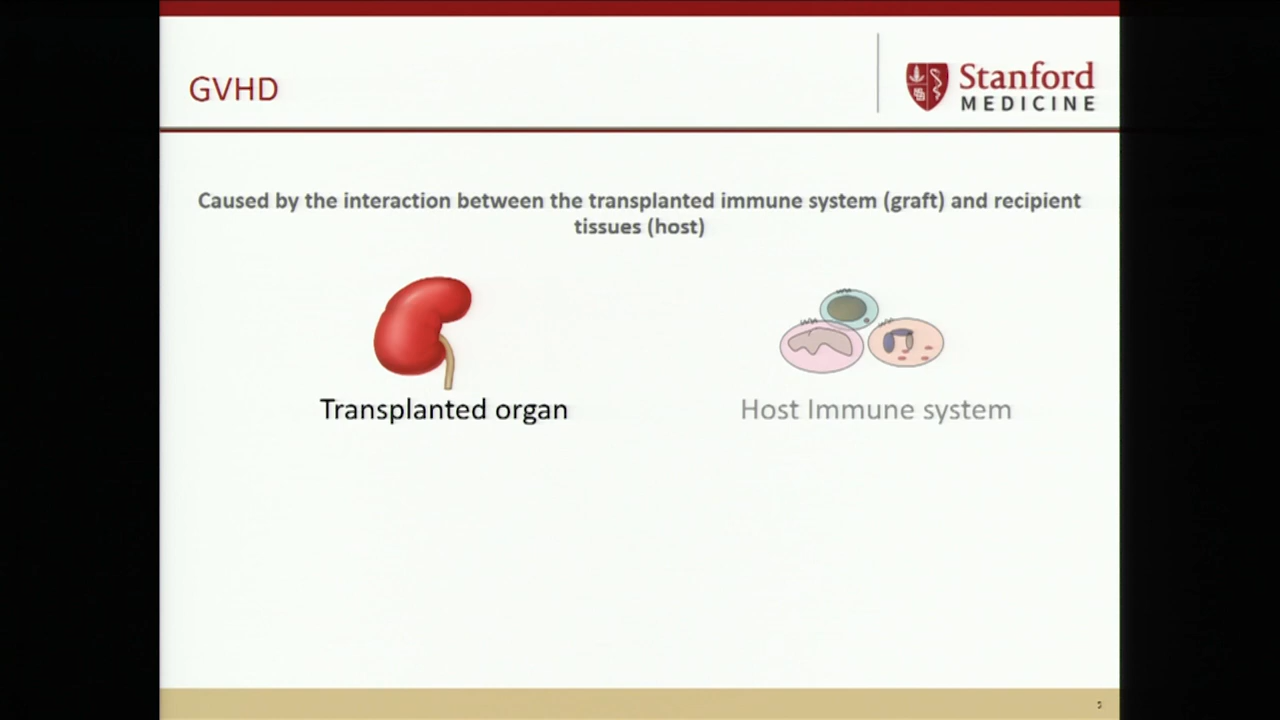 GVHD
Stanford
MEDICINE
Caused by the interaction between the transplanted immune system (graft) and recipient
tissues (host)
Transplanted organ
Host Immune system
5